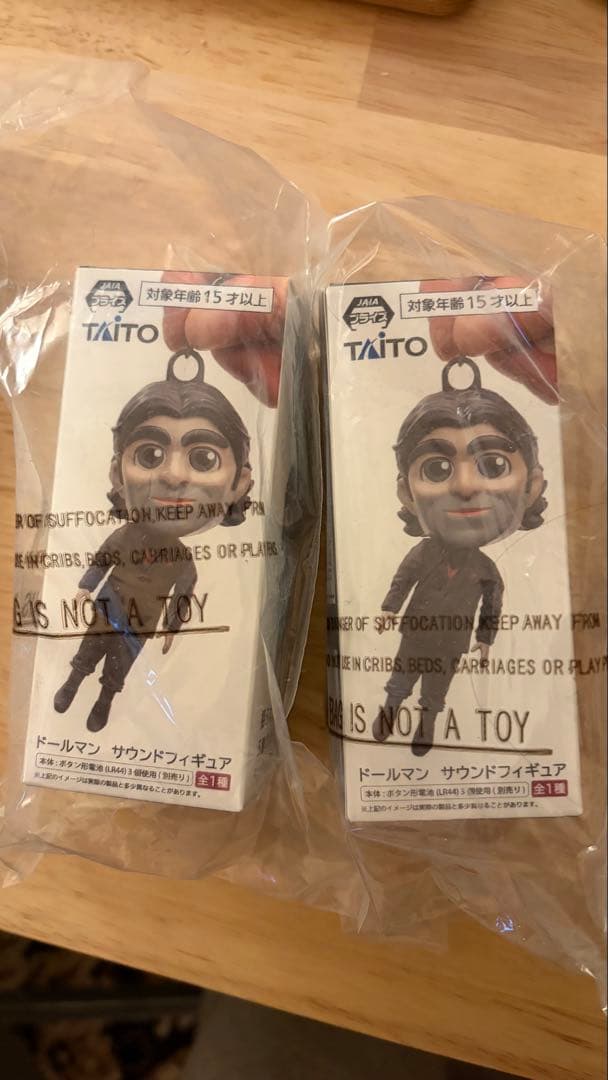 JAIA
プライズ
対象年齢15才以上
TAITO
OF SUFFOCATION, KEEP AWAY
USE IN CRIBS, BEDS, CARRIAGES OR
IS NOT A TOY
ドールマン サウンドフィギュア
本体:ボタン形電池(LR44)3個使用(別売り) 全1種
※上記のイメージは実際の製品と多少異なることがあります。
JAIA
プライズ
対象年齢15才以上
TAITO
OF SUFFOCATION, KEEP AWAY FROM
USE IN CRIBS, BEDS, CARRIAGES OR
BAG IS NOT A TOY
ドールマン サウンドフィギュア
本体:ボタン形電池(LR44)3個使用(別売り) 全1種
※上記のイメージは実際の製品と多少異なることがあります。